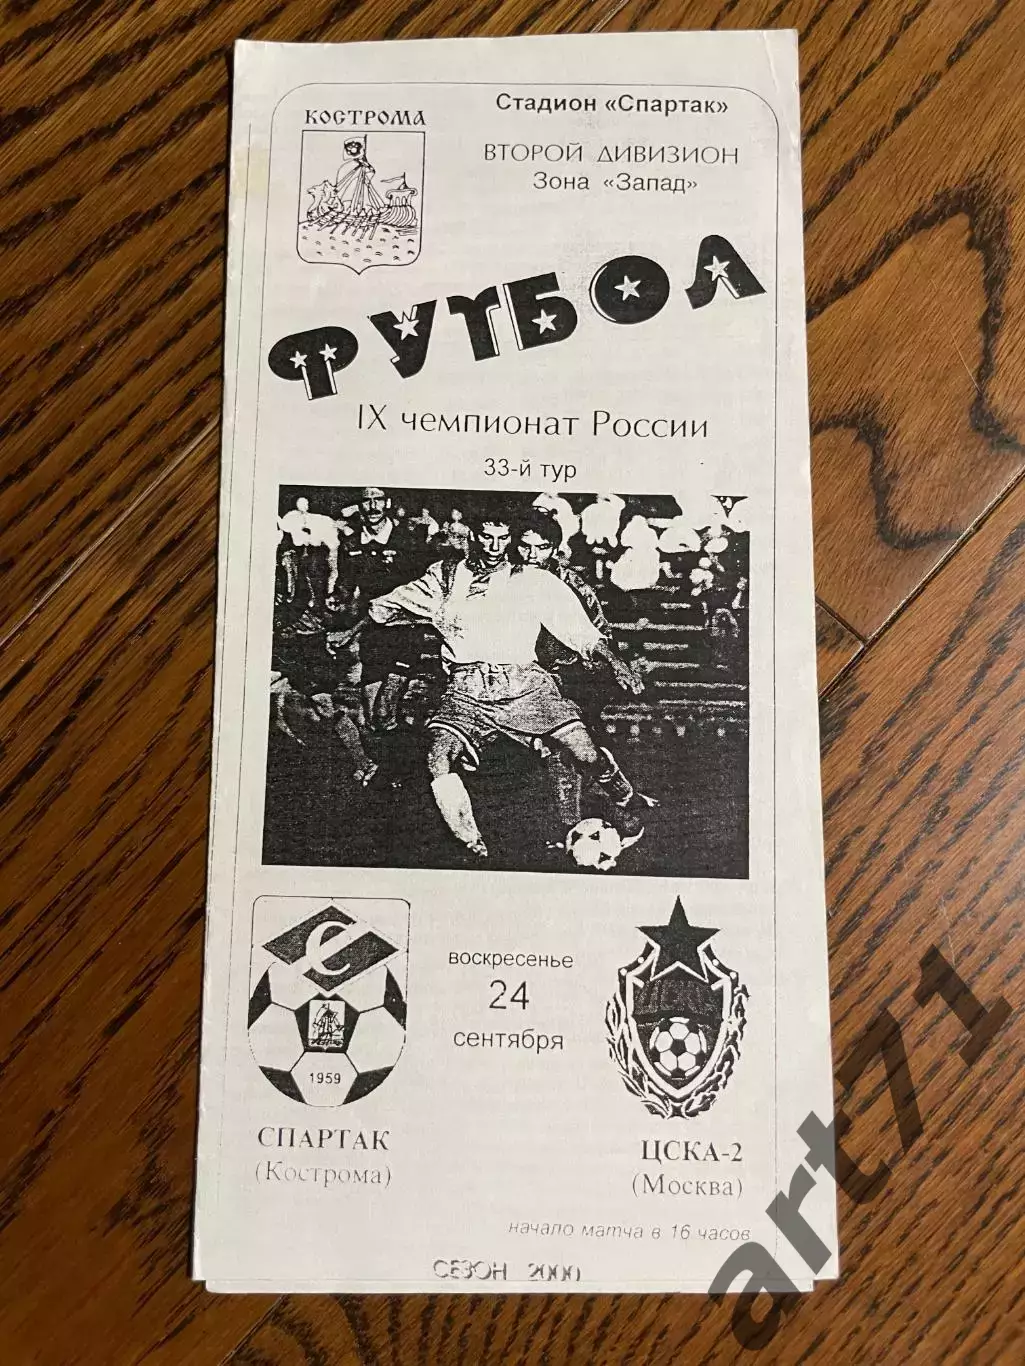 КОСТРОМА
Стадион «Спартак»
ВТОРОЙ ДИВИЗИОН
Зона «Запад»
ФУТБОЛ
IX чемпионат России
33-й тур
С
1959
СПАРТАК
(Кострома)
воскресенье
24
сентября
ЦСКА
ЦСКА-2
(Москва)
начало матча в 16 часов
СЕЗОН 2000
art71